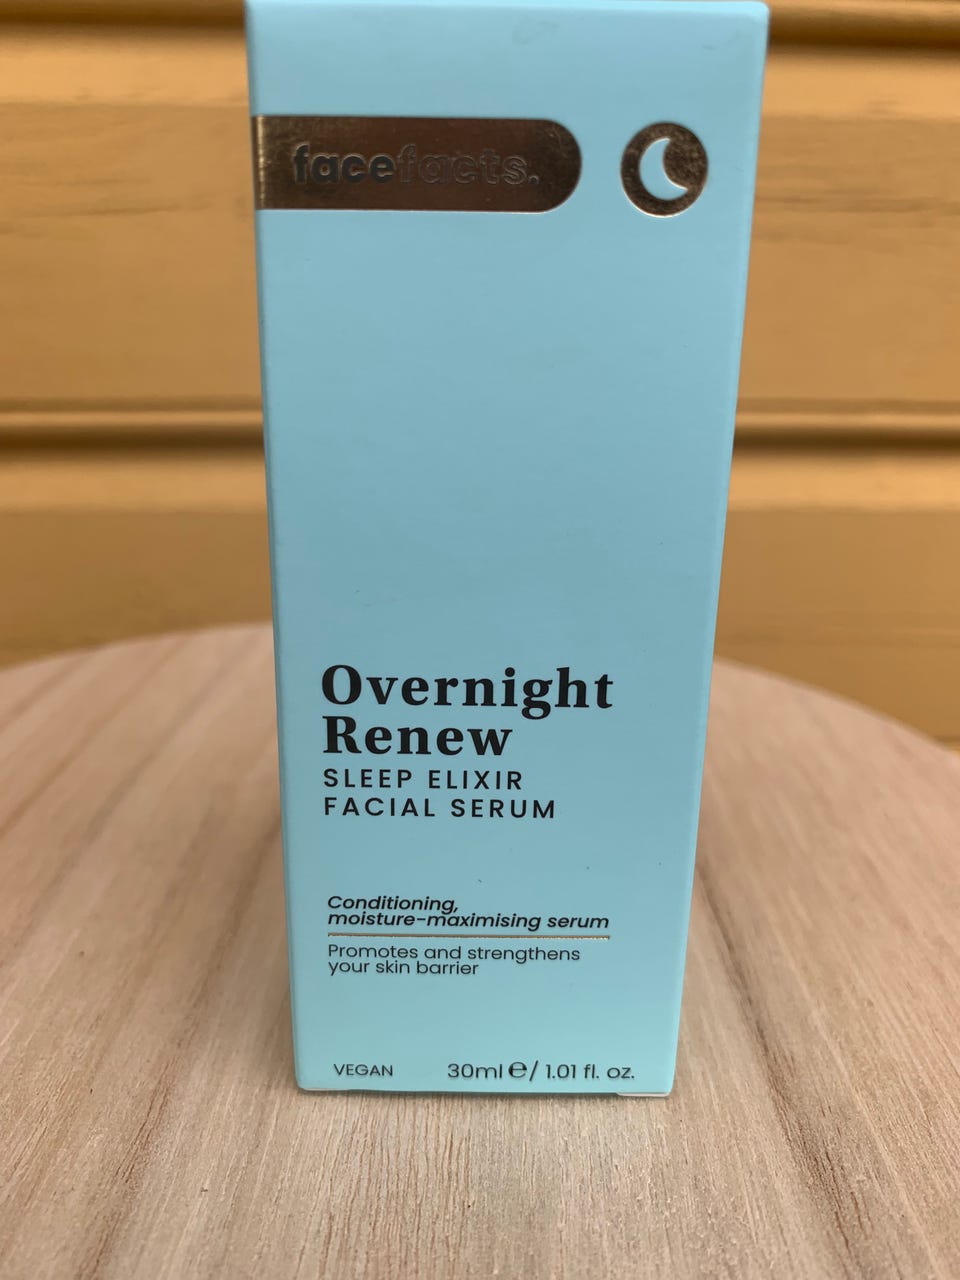 facefacts.
Overnight
Renew
SLEEP ELIXIR
FACIAL SERUM
Conditioning,
moisture-maximising serum
Promotes and strengthens
your skin barrier
VEGAN 30ml ℮/ 1.01 fl. oz.